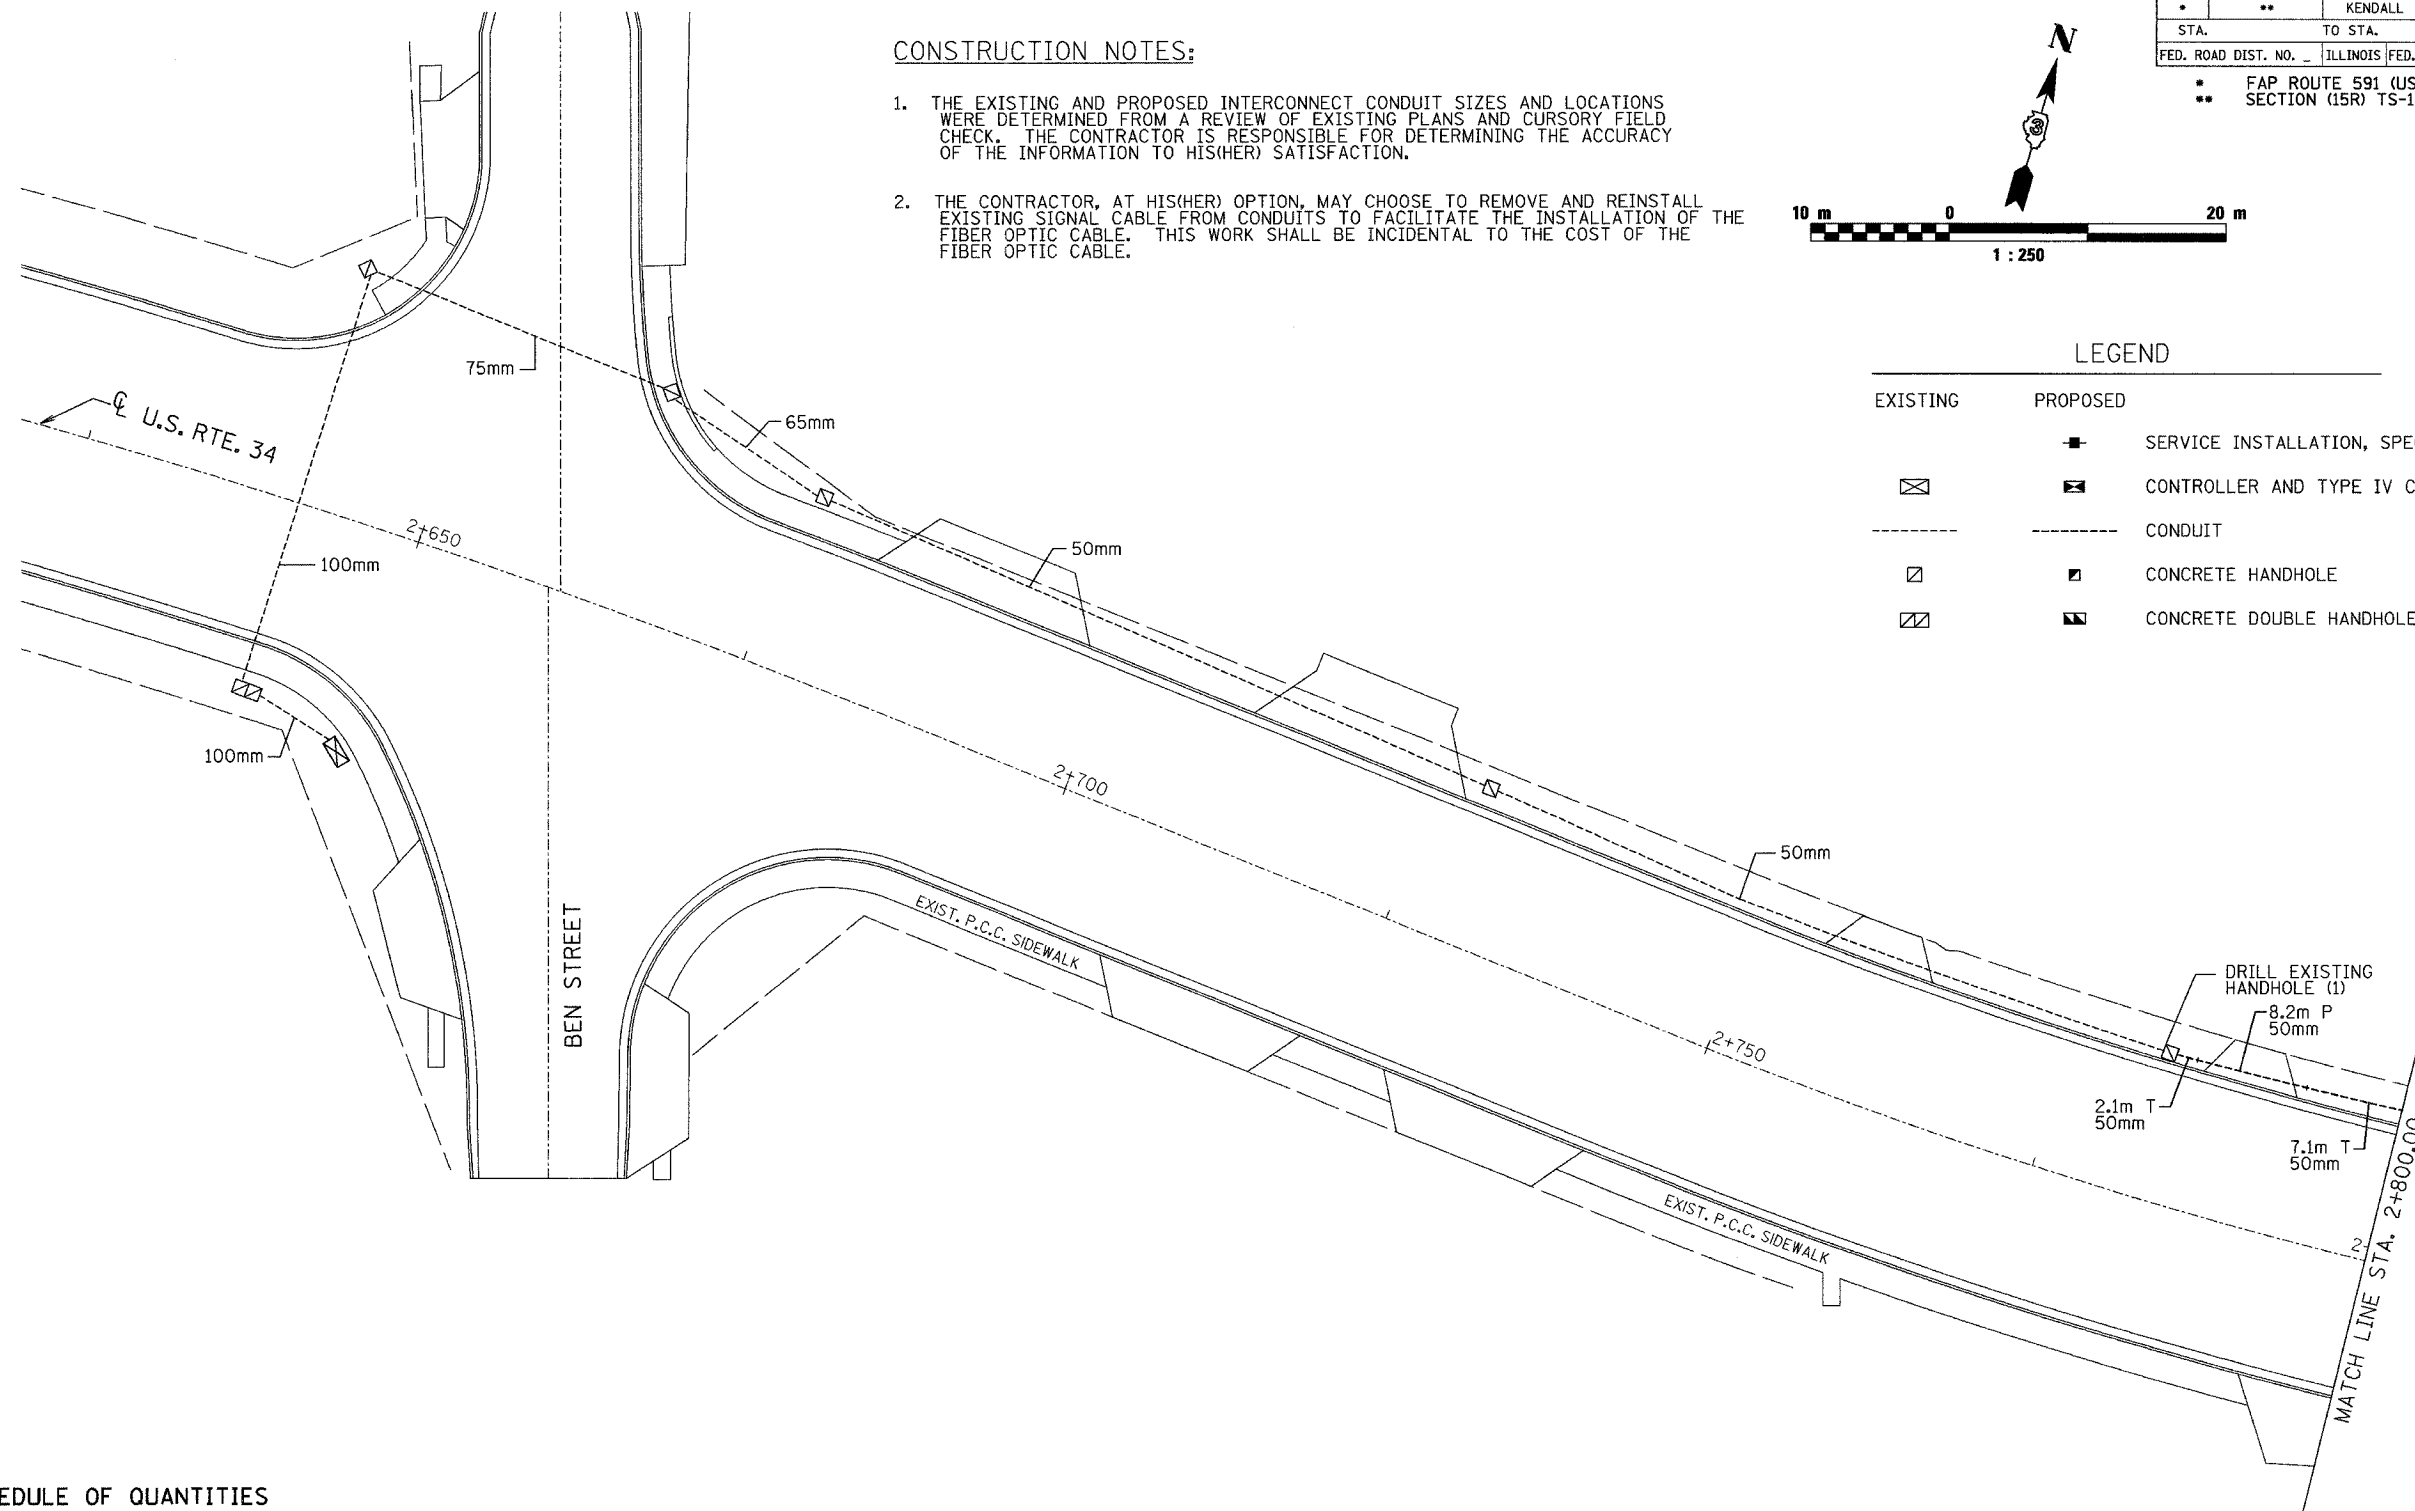 * ** KENDALL
STA. TO STA.
FED. ROAD DIST. NO. _ ILLINOIS FED.
* FAP ROUTE 591 (US
** SECTION (15R) TS-1
CONSTRUCTION NOTES:
1. THE EXISTING AND PROPOSED INTERCONNECT CONDUIT SIZES AND LOCATIONS
WERE DETERMINED FROM A REVIEW OF EXISTING PLANS AND CURSORY FIELD
CHECK. THE CONTRACTOR IS RESPONSIBLE FOR DETERMINING THE ACCURACY
OF THE INFORMATION TO HIS(HER) SATISFACTION.
2. THE CONTRACTOR, AT HIS(HER) OPTION, MAY CHOOSE TO REMOVE AND REINSTALL
EXISTING SIGNAL CABLE FROM CONDUITS TO FACILITATE THE INSTALLATION OF THE
FIBER OPTIC CABLE. THIS WORK SHALL BE INCIDENTAL TO THE COST OF THE
FIBER OPTIC CABLE.
N
3
10 m 0 20 m
1 : 250
LEGEND
EXISTING PROPOSED
SERVICE INSTALLATION, SPE
CONTROLLER AND TYPE IV C
CONDUIT
CONCRETE HANDHOLE
CONCRETE DOUBLE HANDHOLE
75mm
65mm
℄ U.S. RTE. 34
2+650
50mm
100mm
100mm
2+700
50mm
BEN STREET
EXIST. P.C.C. SIDEWALK
DRILL EXISTING
HANDHOLE (1)
8.2m P
50mm
2+750
2.1m T
50mm
7.1m T
50mm
EXIST. P.C.C. SIDEWALK
2
MATCH LINE STA. 2+800.00
EDULE OF QUANTITIES